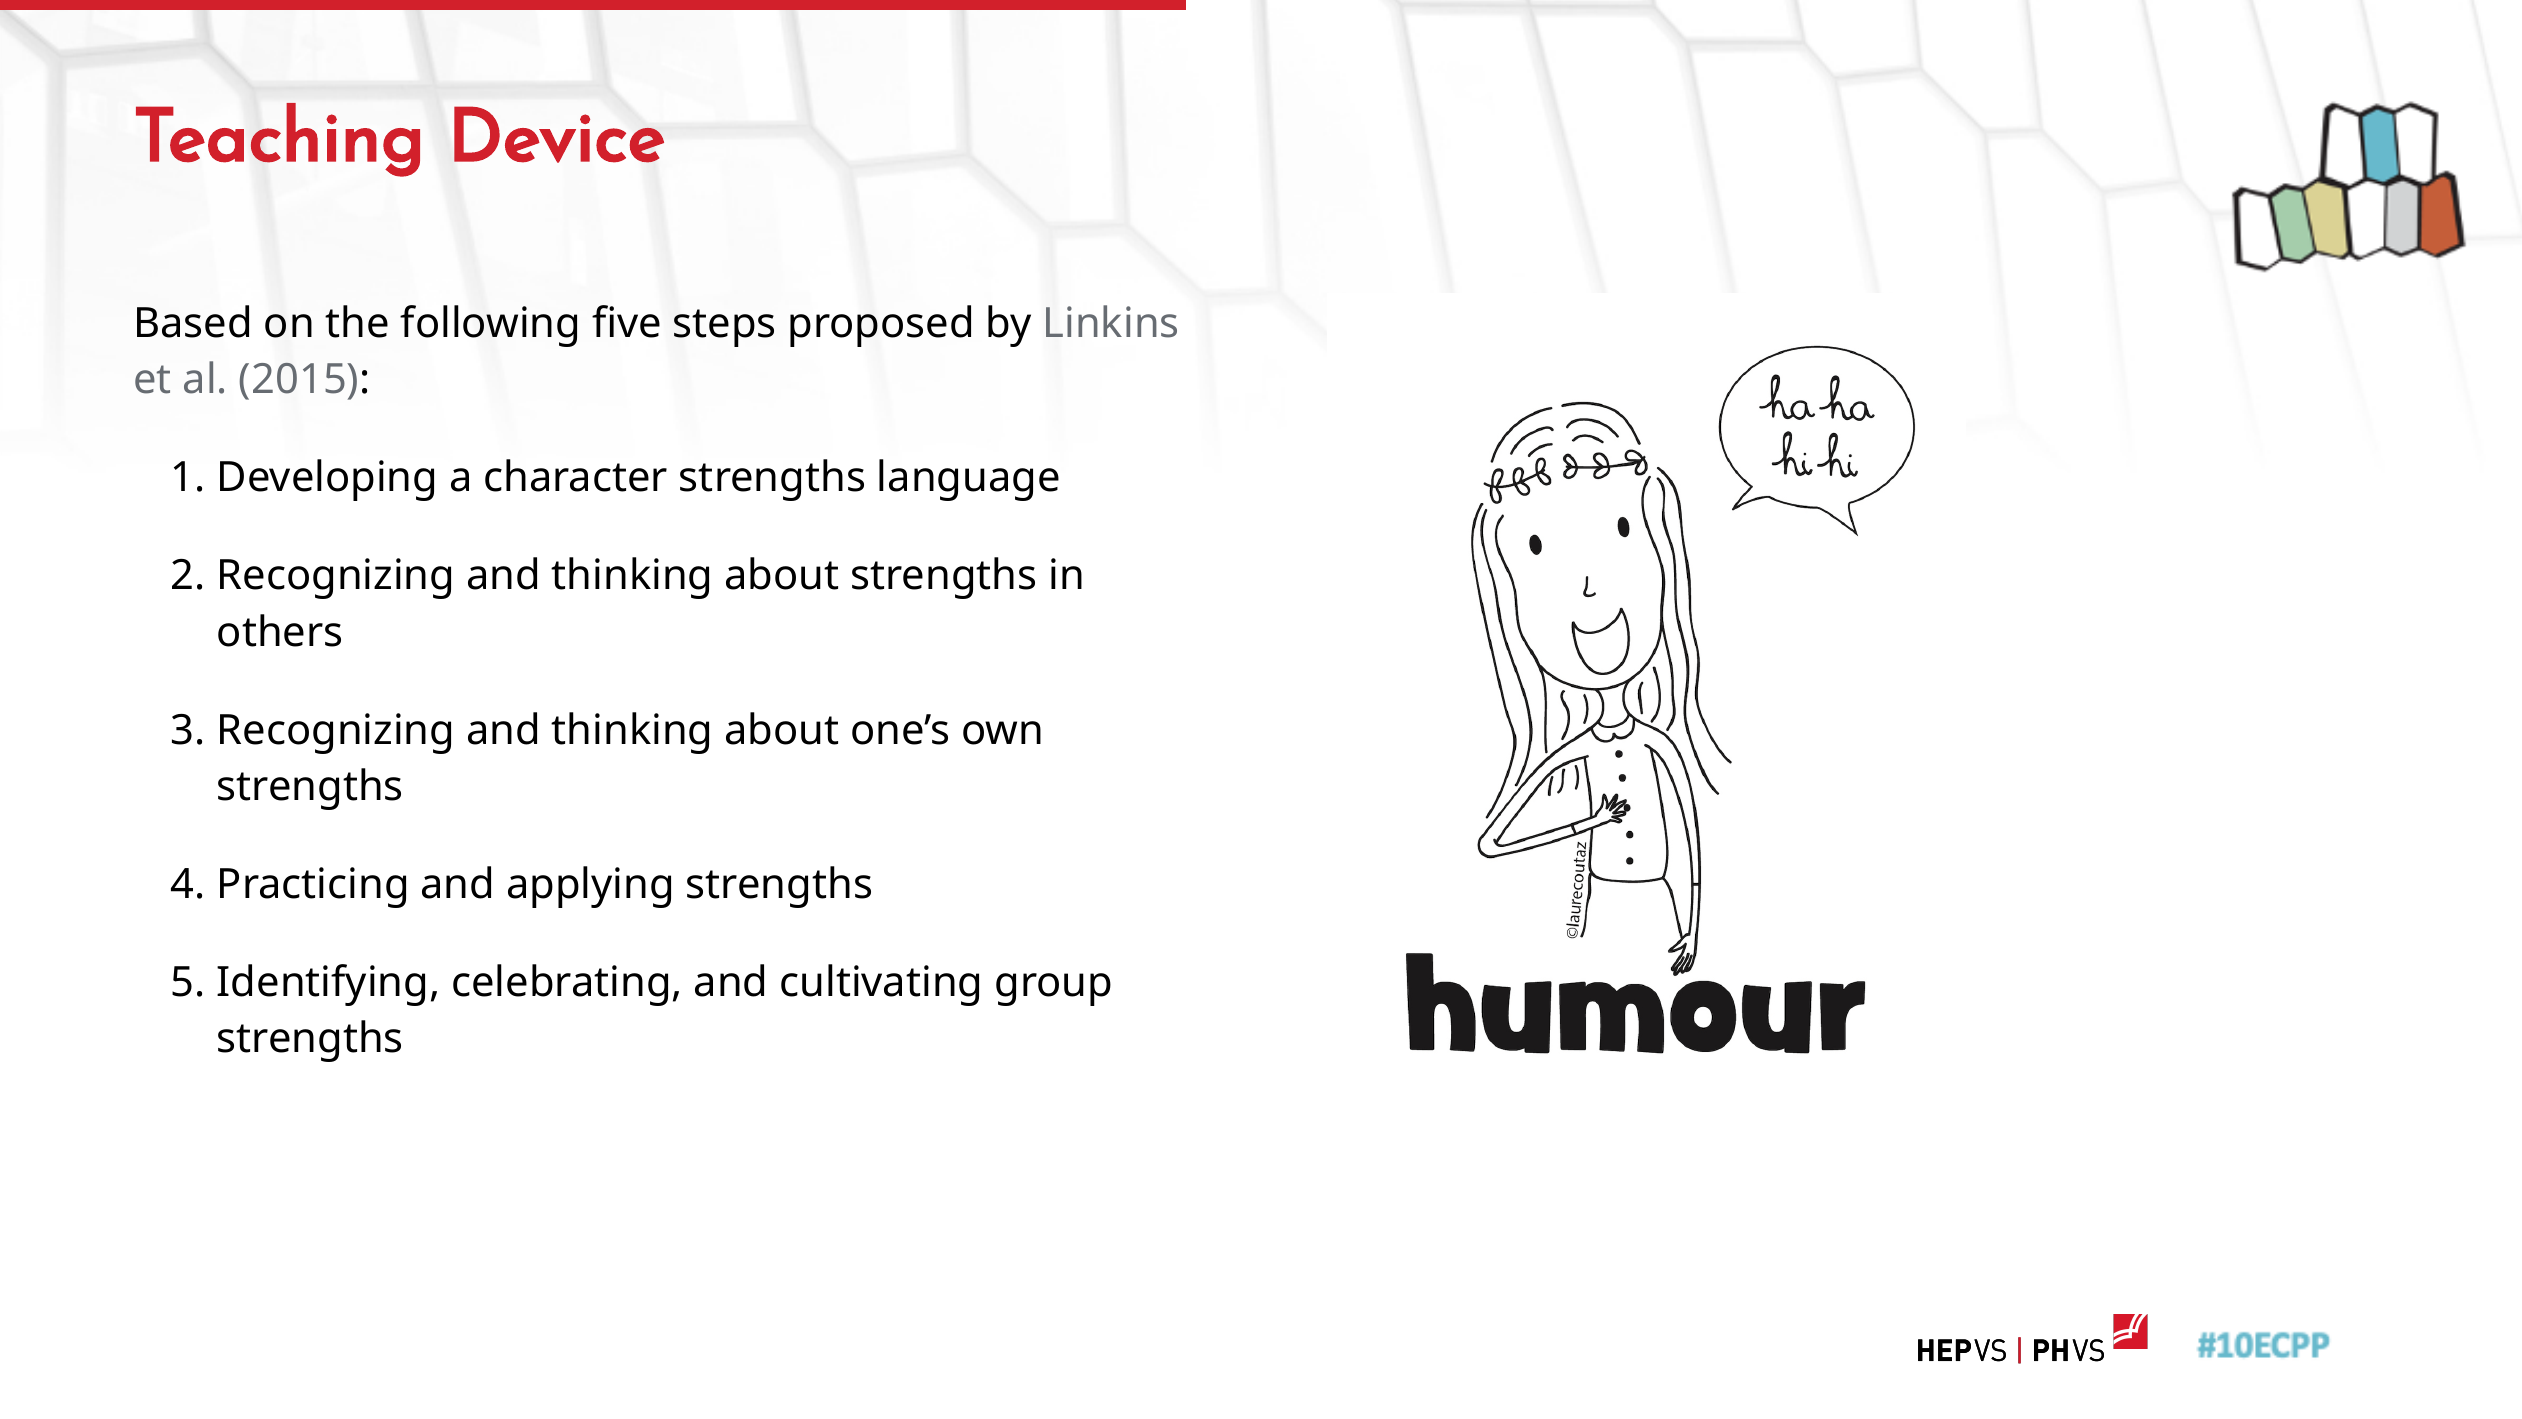 Teaching Device
Based on the following five steps proposed by Linkins
et al. (2015):
1. Developing a character strengths language
2. Recognizing and thinking about strengths in
others
3. Recognizing and thinking about one’s own
strengths
4. Practicing and applying strengths
5. Identifying, celebrating, and cultivating group
strengths
ha ha
hi hi
©laurecoutaz
humour
HEPVS | PHVS
#10ECPP